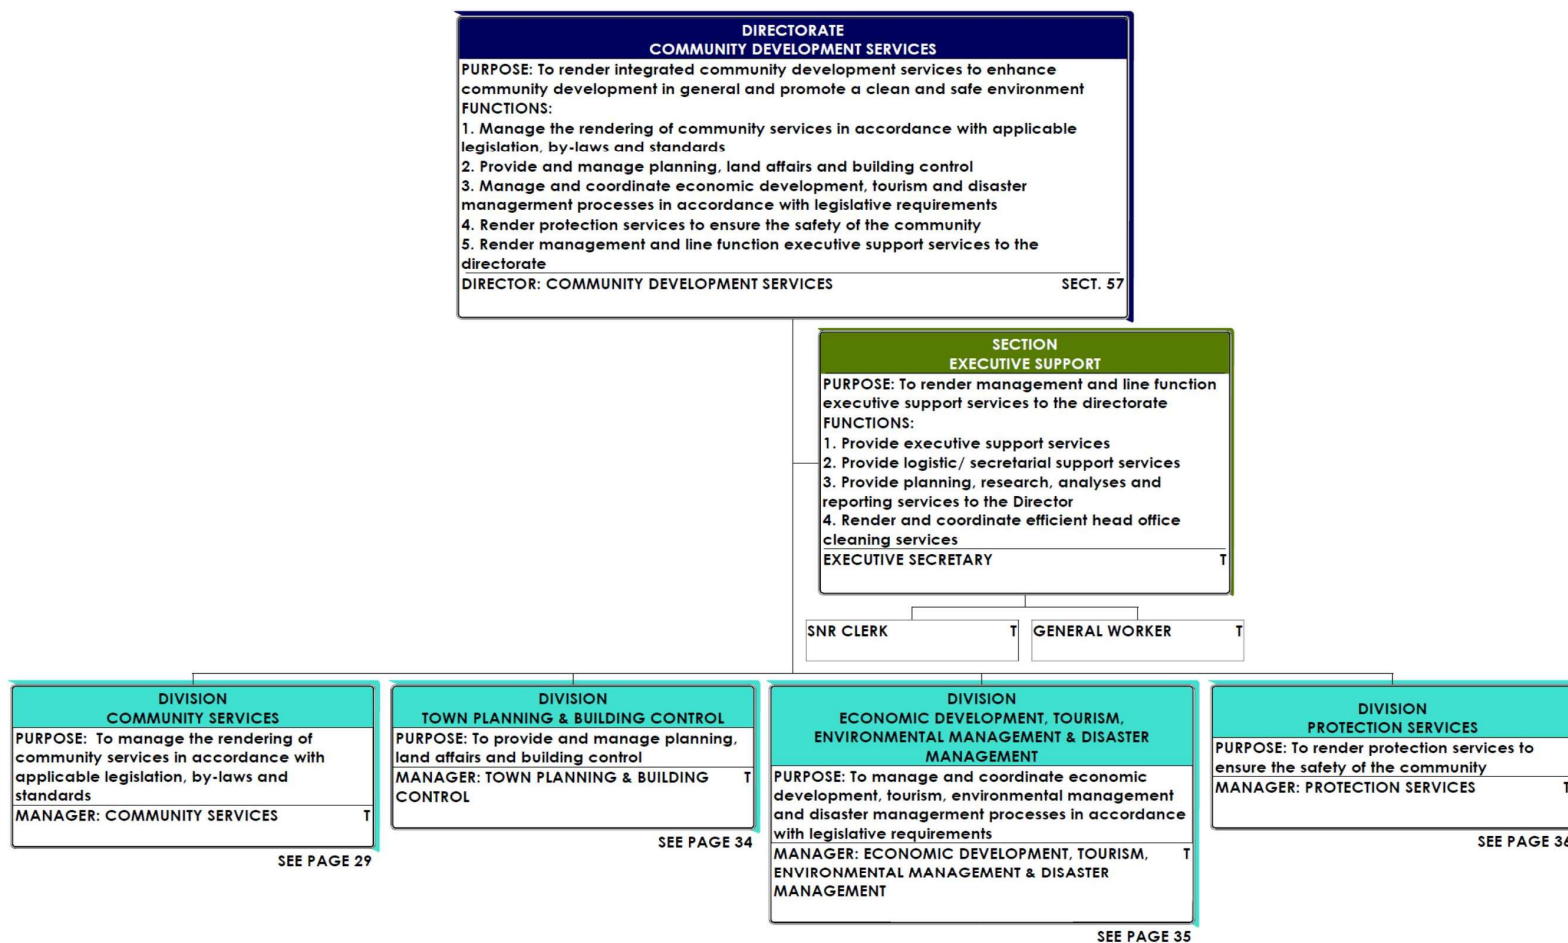 DIRECTORATE
COMMUNITY DEVELOPMENT SERVICES
PURPOSE: To render integrated community development services to enhance
community development in general and promote a clean and safe environment
FUNCTIONS:
1. Manage the rendering of community services in accordance with applicable
legislation, by-laws and standards
2. Provide and manage planning, land affairs and building control
3. Manage and coordinate economic development, tourism and disaster
managerment processes in accordance with legislative requirements
4. Render protection services to ensure the safety of the community
5. Render management and line function executive support services to the
directorate
DIRECTOR: COMMUNITY DEVELOPMENT SERVICES SECT. 57
SECTION
EXECUTIVE SUPPORT
PURPOSE: To render management and line function
executive support services to the directorate
FUNCTIONS:
1. Provide executive support services
2. Provide logistic/ secretarial support services
3. Provide planning, research, analyses and
reporting services to the Director
4. Render and coordinate efficient head office
cleaning services
EXECUTIVE SECRETARY T
SNR CLERK T
GENERAL WORKER T
DIVISION
COMMUNITY SERVICES
PURPOSE: To manage the rendering of
community services in accordance with
applicable legislation, by-laws and
standards
MANAGER: COMMUNITY SERVICES T
SEE PAGE 29
DIVISION
TOWN PLANNING & BUILDING CONTROL
PURPOSE: To provide and manage planning,
land affairs and building control
MANAGER: TOWN PLANNING & BUILDING T
CONTROL
SEE PAGE 34
DIVISION
ECONOMIC DEVELOPMENT, TOURISM,
ENVIRONMENTAL MANAGEMENT & DISASTER
MANAGEMENT
PURPOSE: To manage and coordinate economic
development, tourism, environmental management
and disaster managerment processes in accordance
with legislative requirements
MANAGER: ECONOMIC DEVELOPMENT, TOURISM, T
ENVIRONMENTAL MANAGEMENT & DISASTER
MANAGEMENT
SEE PAGE 35
DIVISION
PROTECTION SERVICES
PURPOSE: To render protection services to
ensure the safety of the community
MANAGER: PROTECTION SERVICES T
SEE PAGE 36